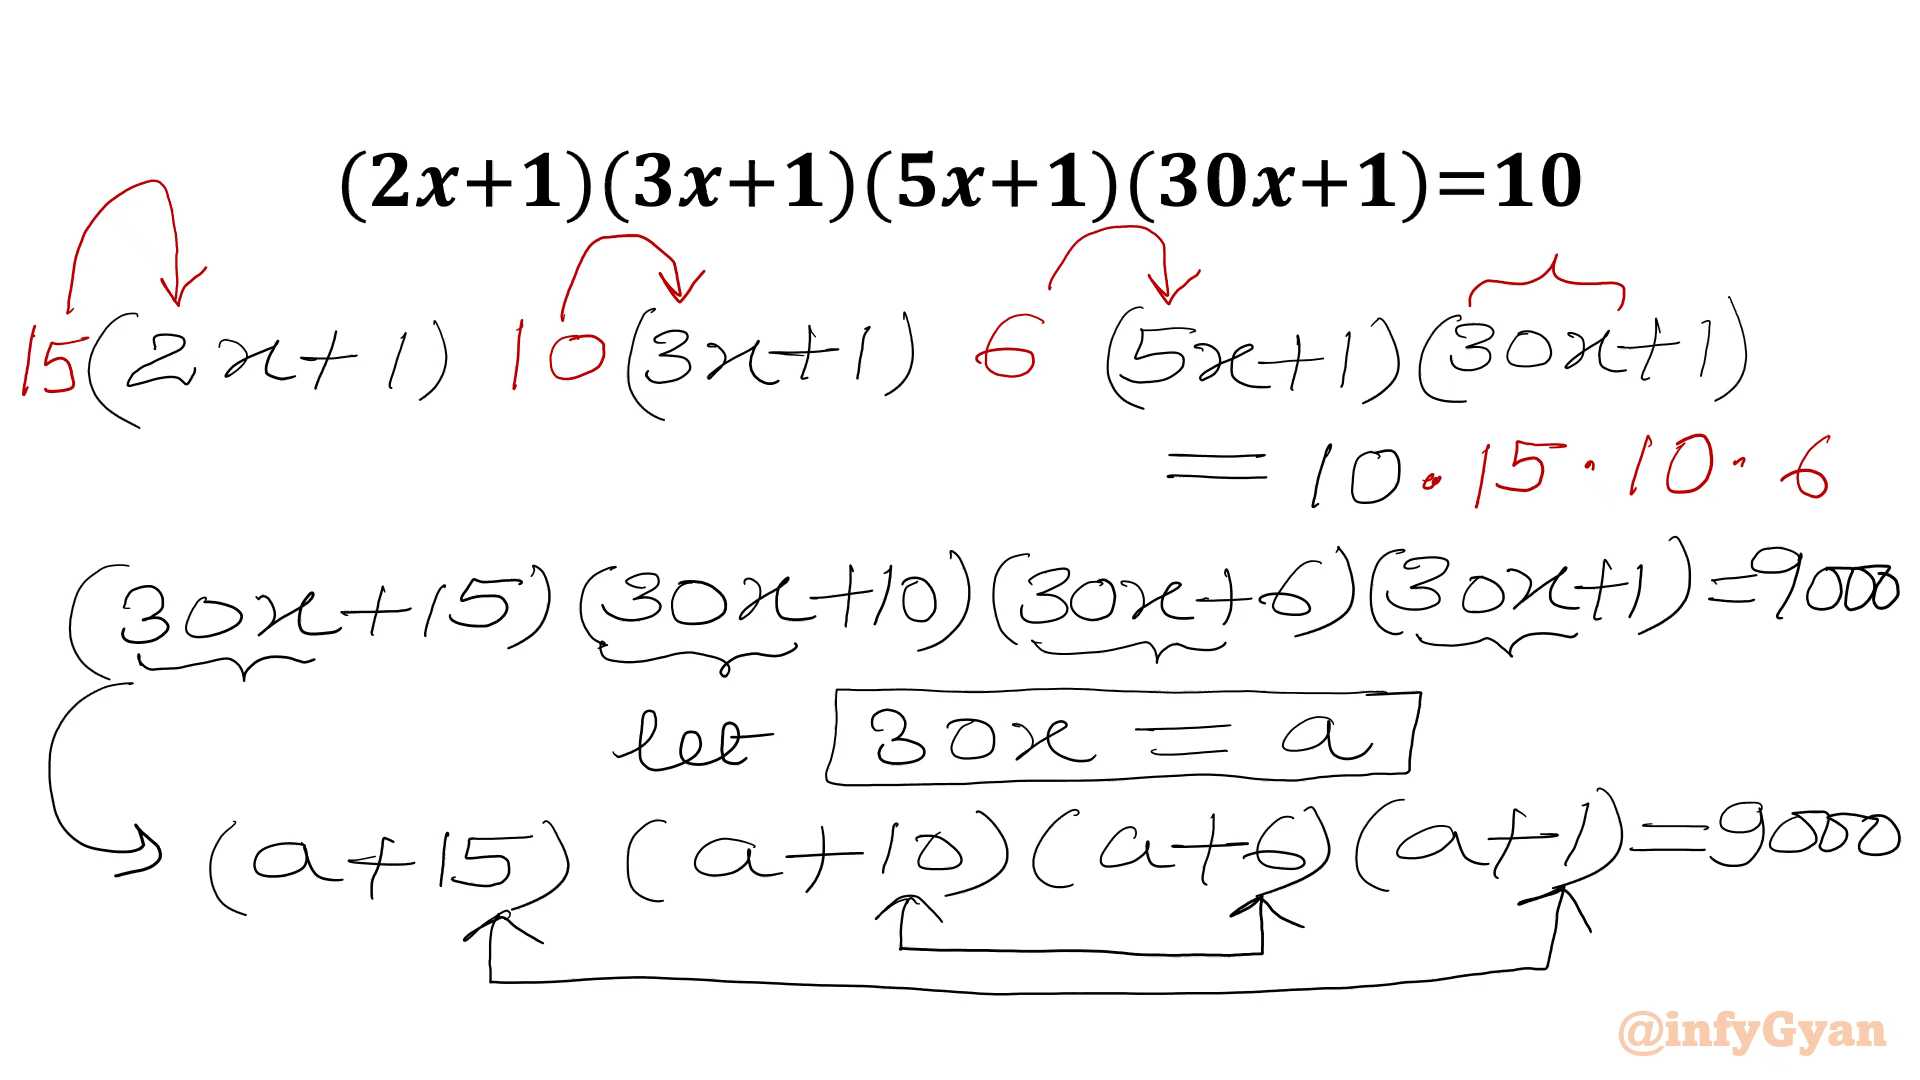 (2x+1)(3x+1)(5x+1)(30x+1)=10
15(2x+1) 10(3x+1) 6 (5x+1)(30x+1)
= 10·15·10·6
(30x+15)(30x+10)(30x+6)(30x+1)=9000
let 30x = a
(a+15) (a+10)(a+6)(a+1)=9000
@infyGyan